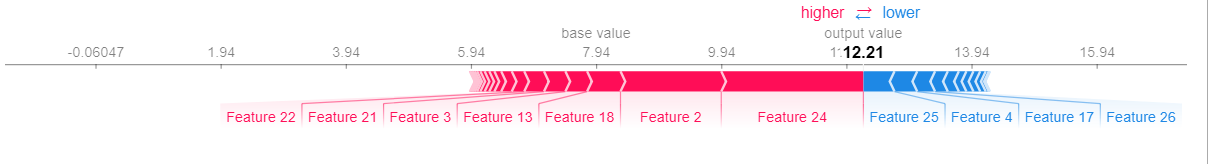 higher ⇄ lower
base value output value
-0.06047 1.94 3.94 5.94 7.94 9.94 12.21 13.94 15.94
Feature 22 Feature 21 Feature 3 Feature 13 Feature 18 Feature 2 Feature 24 Feature 25 Feature 4 Feature 17 Feature 26